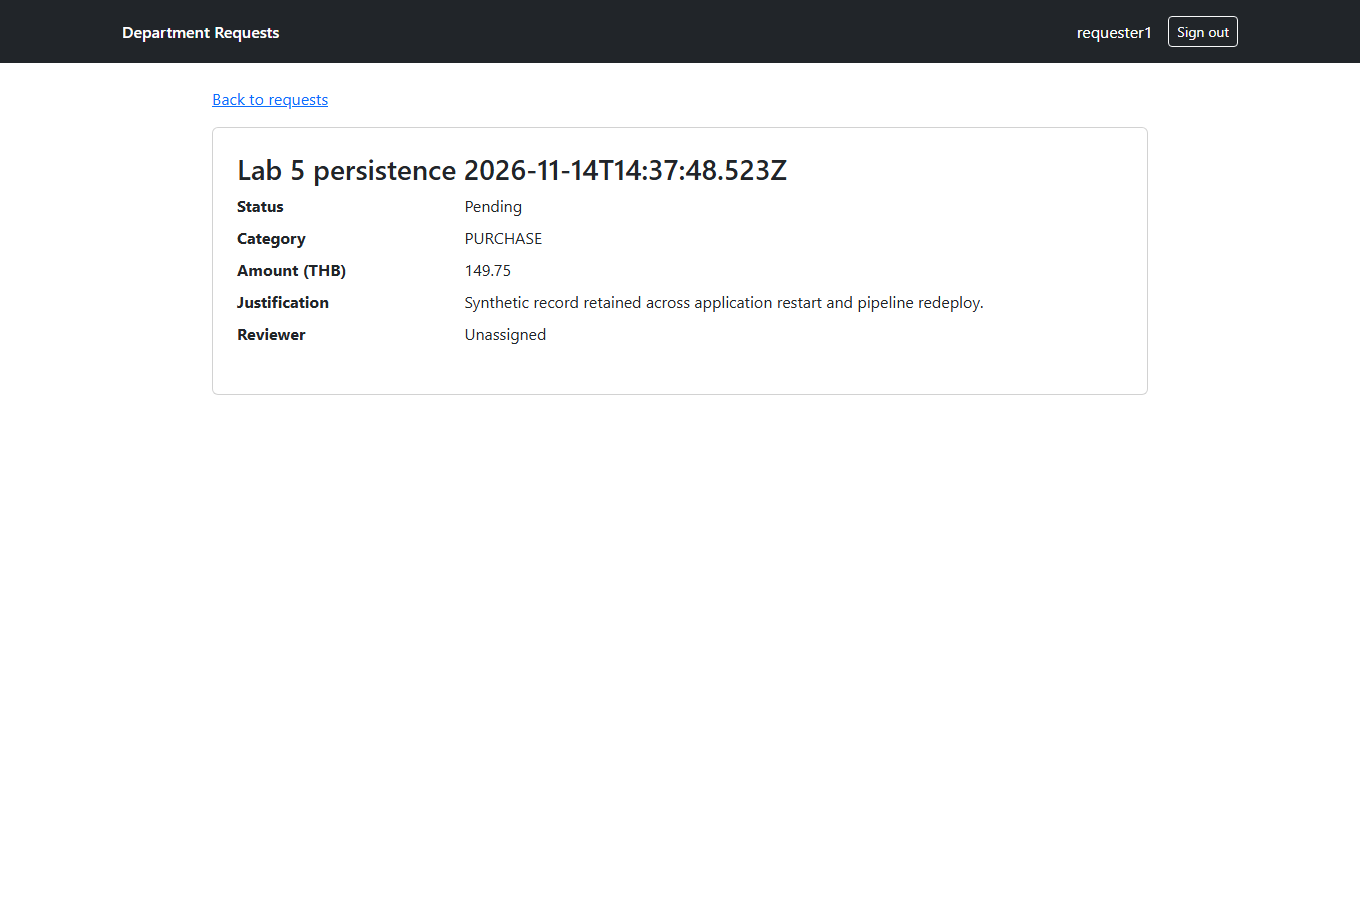 Department Requests
requester1 Sign out
Back to requests
Lab 5 persistence 2026-11-14T14:37:48.523Z
Status Pending
Category PURCHASE
Amount (THB) 149.75
Justification Synthetic record retained across application restart and pipeline redeploy.
Reviewer Unassigned